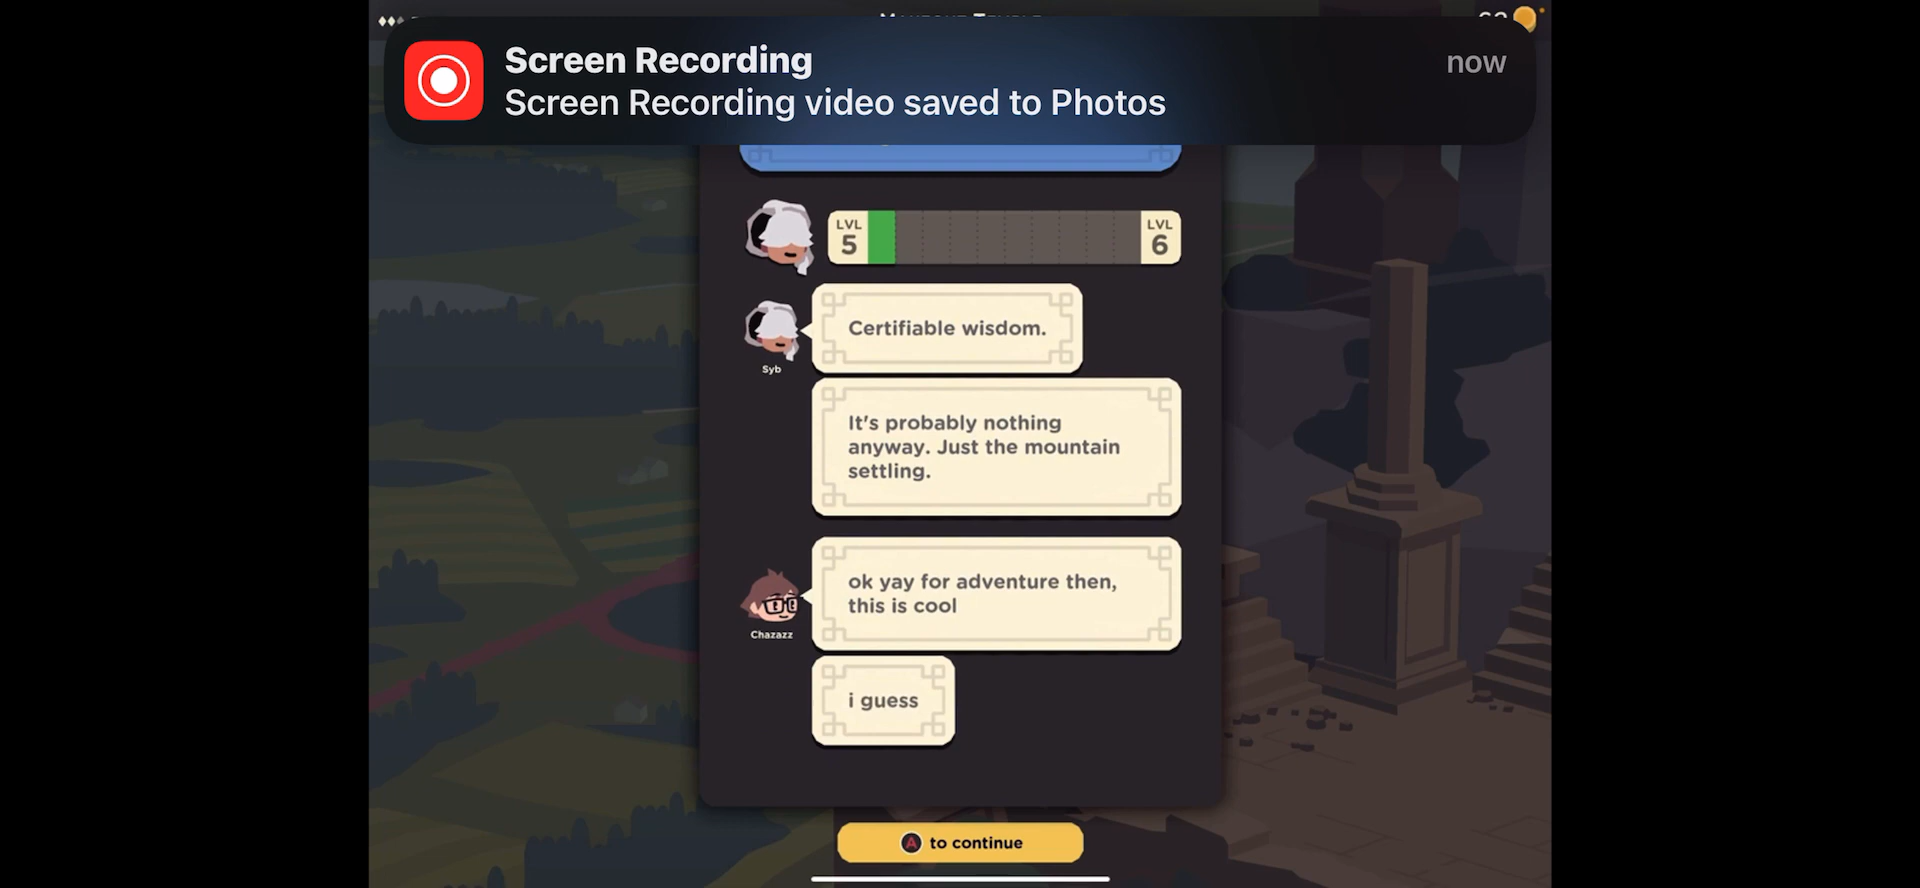 Screen Recording
now
Screen Recording video saved to Photos
LVL
5
LVL
6
Certifiable wisdom.
Syb
It's probably nothing
anyway. Just the mountain
settling.
ok yay for adventure then,
this is cool
Chazazz
i guess
A to continue